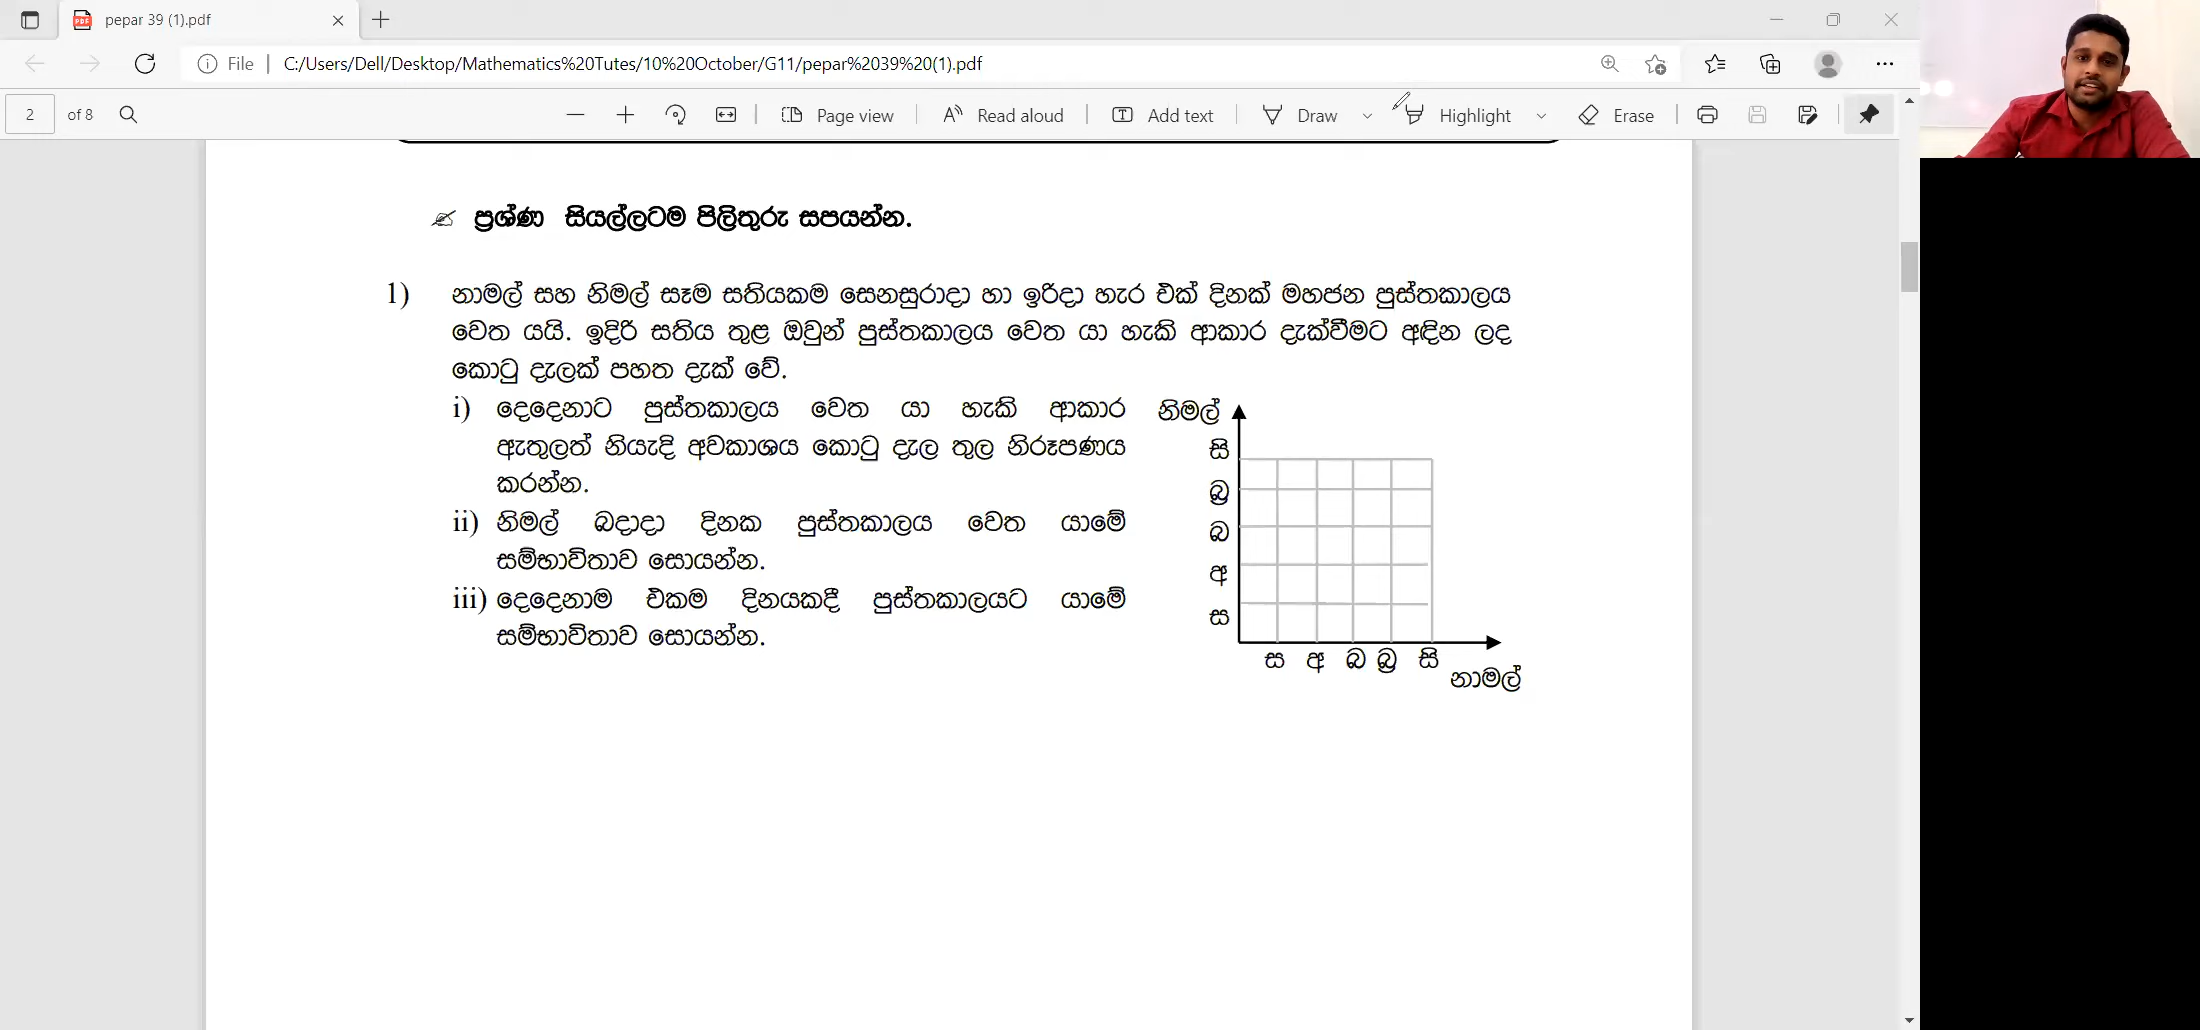 pepar 39 (1).pdf
File | C:/Users/Dell/Desktop/Mathematics%20Tutes/10%20October/G11/pepar%2039%20(1).pdf
2 of 8 Page view Read aloud Add text Draw Highlight Erase
ප්‍රශ්ණ සියල්ලටම පිලිතුරු සපයන්න.
1) නාමල් සහ නිමල් සෑම සතියකම සෙනසුරාදා හා ඉරිදා හැර එක් දිනක් මහජන පුස්තකාලය
වෙත යයි. ඉදිරි සතිය තුළ ඔවුන් පුස්තකාලය වෙත යා හැකි ආකාර දැක්වීමට අඳින ලද
කොටු දැලක් පහත දැක් වේ.
i) දෙදෙනාට පුස්තකාලය වෙත යා හැකි ආකාර
ඇතුලත් නියැදි අවකාශය කොටු දැල තුල නිරූපණය
කරන්න.
ii) නිමල් බදාදා දිනක පුස්තකාලය වෙත යාමේ
සම්භාවිතාව සොයන්න.
iii) දෙදෙනාම එකම දිනයකදී පුස්තකාලයට යාමේ
සම්භාවිතාව සොයන්න.
නිමල්
සි
බ්‍ර
බ
අ
ස
ස අ බ බ්‍ර සි
නාමල්